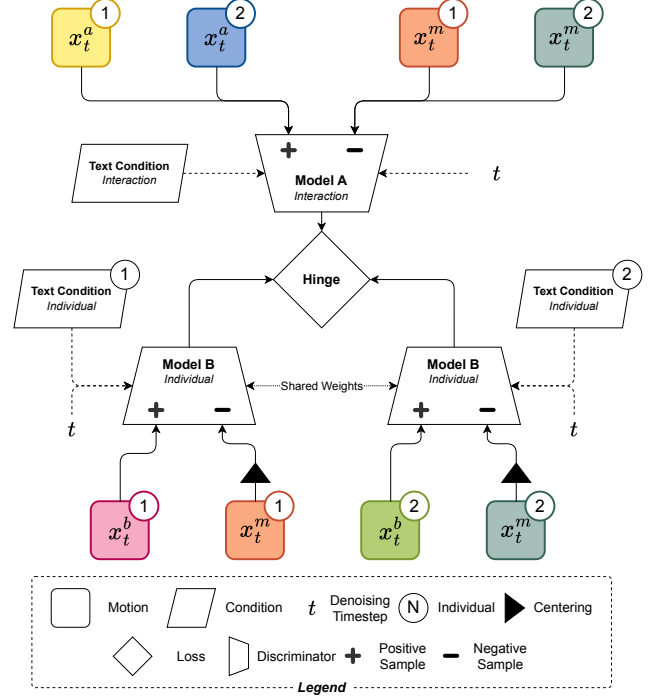 1 2 1 2
x_t^a x_t^a x_t^m x_t^m
+ −
Text Condition
Interaction
Model A
Interaction
t
Hinge
1
Text Condition
Individual
2
Text Condition
Individual
Model B
Individual
Shared Weights
Model B
Individual
+ − + −
t t
1 1 2 2
x_t^b x_t^m x_t^b x_t^m
Motion
Condition
t Denoising
Timestep
N Individual
Centering
Loss
Discriminator
+ Positive
Sample
− Negative
Sample
Legend